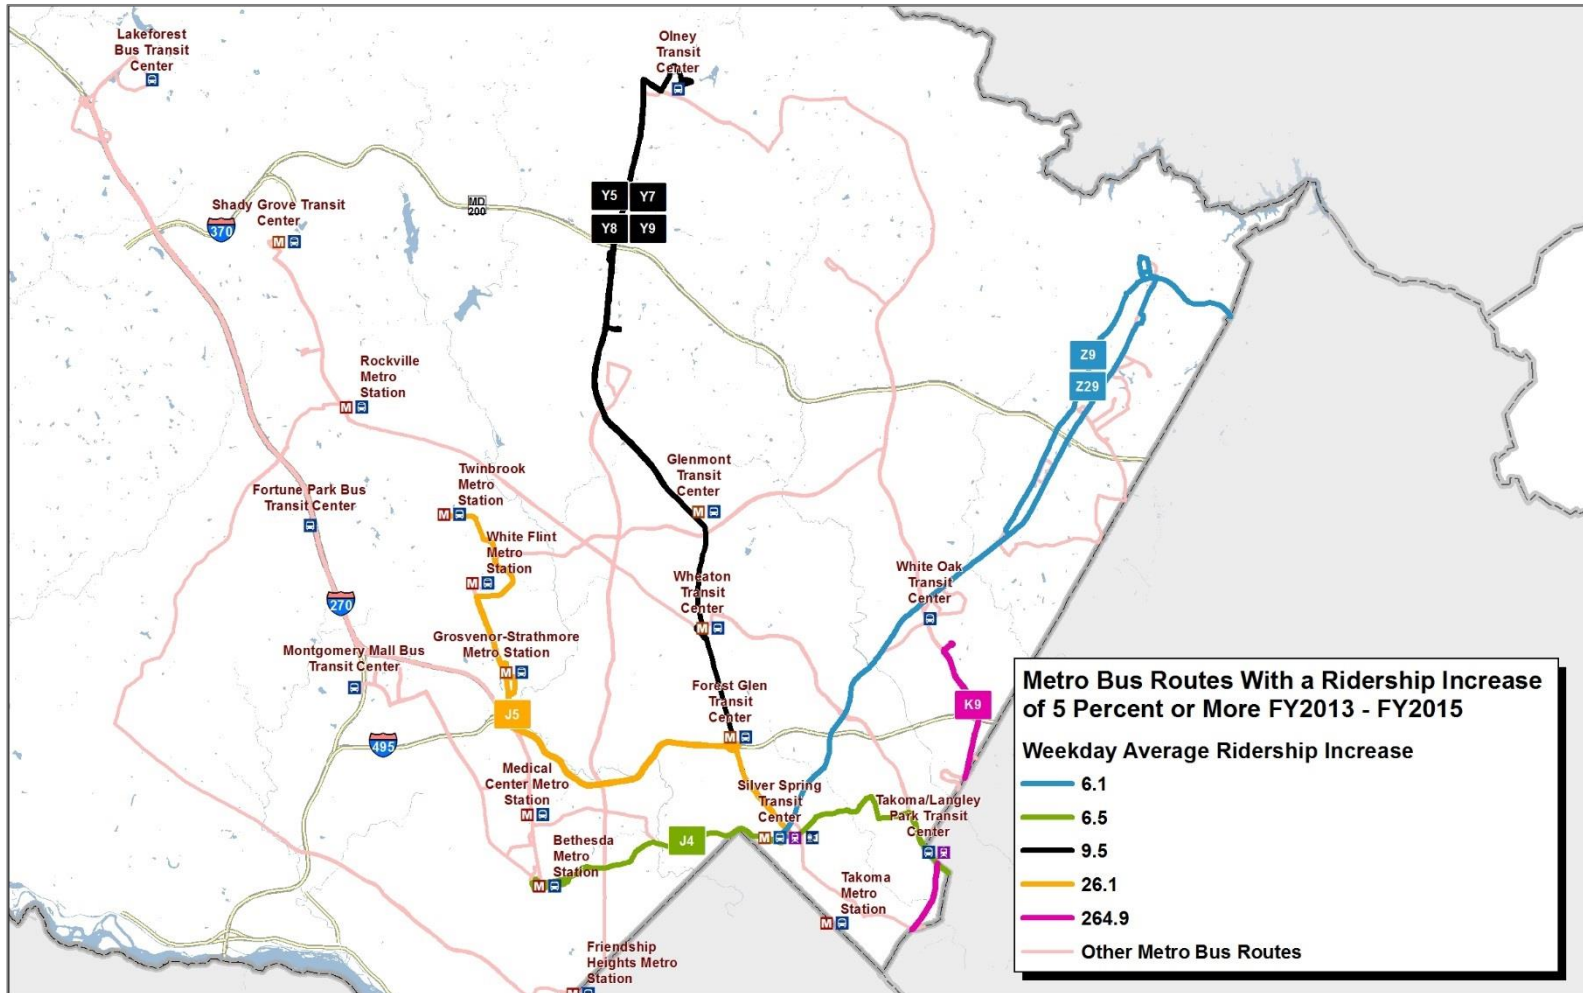 Lakeforest
Bus Transit
Center
Olney
Transit
Center
Shady Grove Transit
Center
370
MD
200
Y5
Y7
Y8
Y9
Z9
Z29
Rockville
Metro
Station
Twinbrook
Metro
Station
Glenmont
Transit
Center
Fortune Park Bus
Transit Center
White Flint
Metro
Station
White Oak
Transit
Center
Wheaton
Transit
Center
270
Grosvenor-Strathmore
Metro Station
Montgomery Mall Bus
Transit Center
Forest Glen
Transit
Center
J5
K9
495
Medical
Center Metro
Station
Silver Spring
Transit
Center
Takoma/Langley
Park Transit
Center
J4
Bethesda
Metro
Station
Takoma
Metro
Station
Friendship
Heights Metro
Station
M
M
M
M
M
M
M
M
M
M
M
M
M
Metro Bus Routes With a Ridership Increase
of 5 Percent or More FY2013 - FY2015
Weekday Average Ridership Increase
6.1
6.5
9.5
26.1
264.9
Other Metro Bus Routes